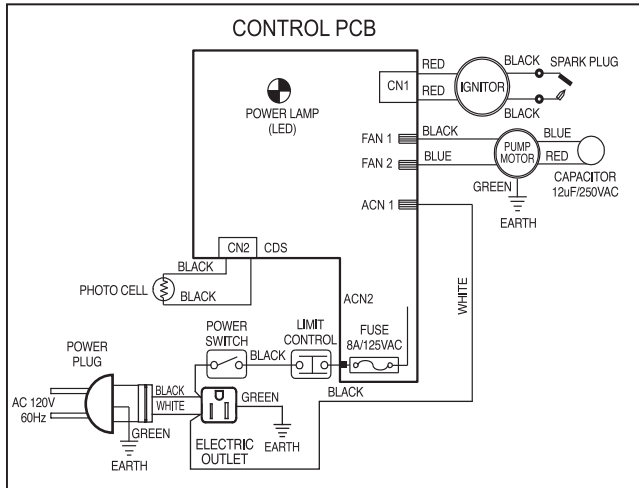 CONTROL PCB
POWER LAMP
(LED)
CN1
RED
RED
IGNITOR
BLACK
BLACK
SPARK PLUG
FAN 1
BLACK
FAN 2
BLUE
PUMP
MOTOR
BLUE
RED
CAPACITOR
12uF/250VAC
GREEN
EARTH
ACN 1
WHITE
CN2
CDS
BLACK
BLACK
PHOTO CELL
ACN2
POWER
SWITCH
BLACK
LIMIT
CONTROL
FUSE
8A/125VAC
BLACK
POWER
PLUG
AC 120V
60Hz
BLACK
WHITE
GREEN
EARTH
ELECTRIC
OUTLET
GREEN
EARTH